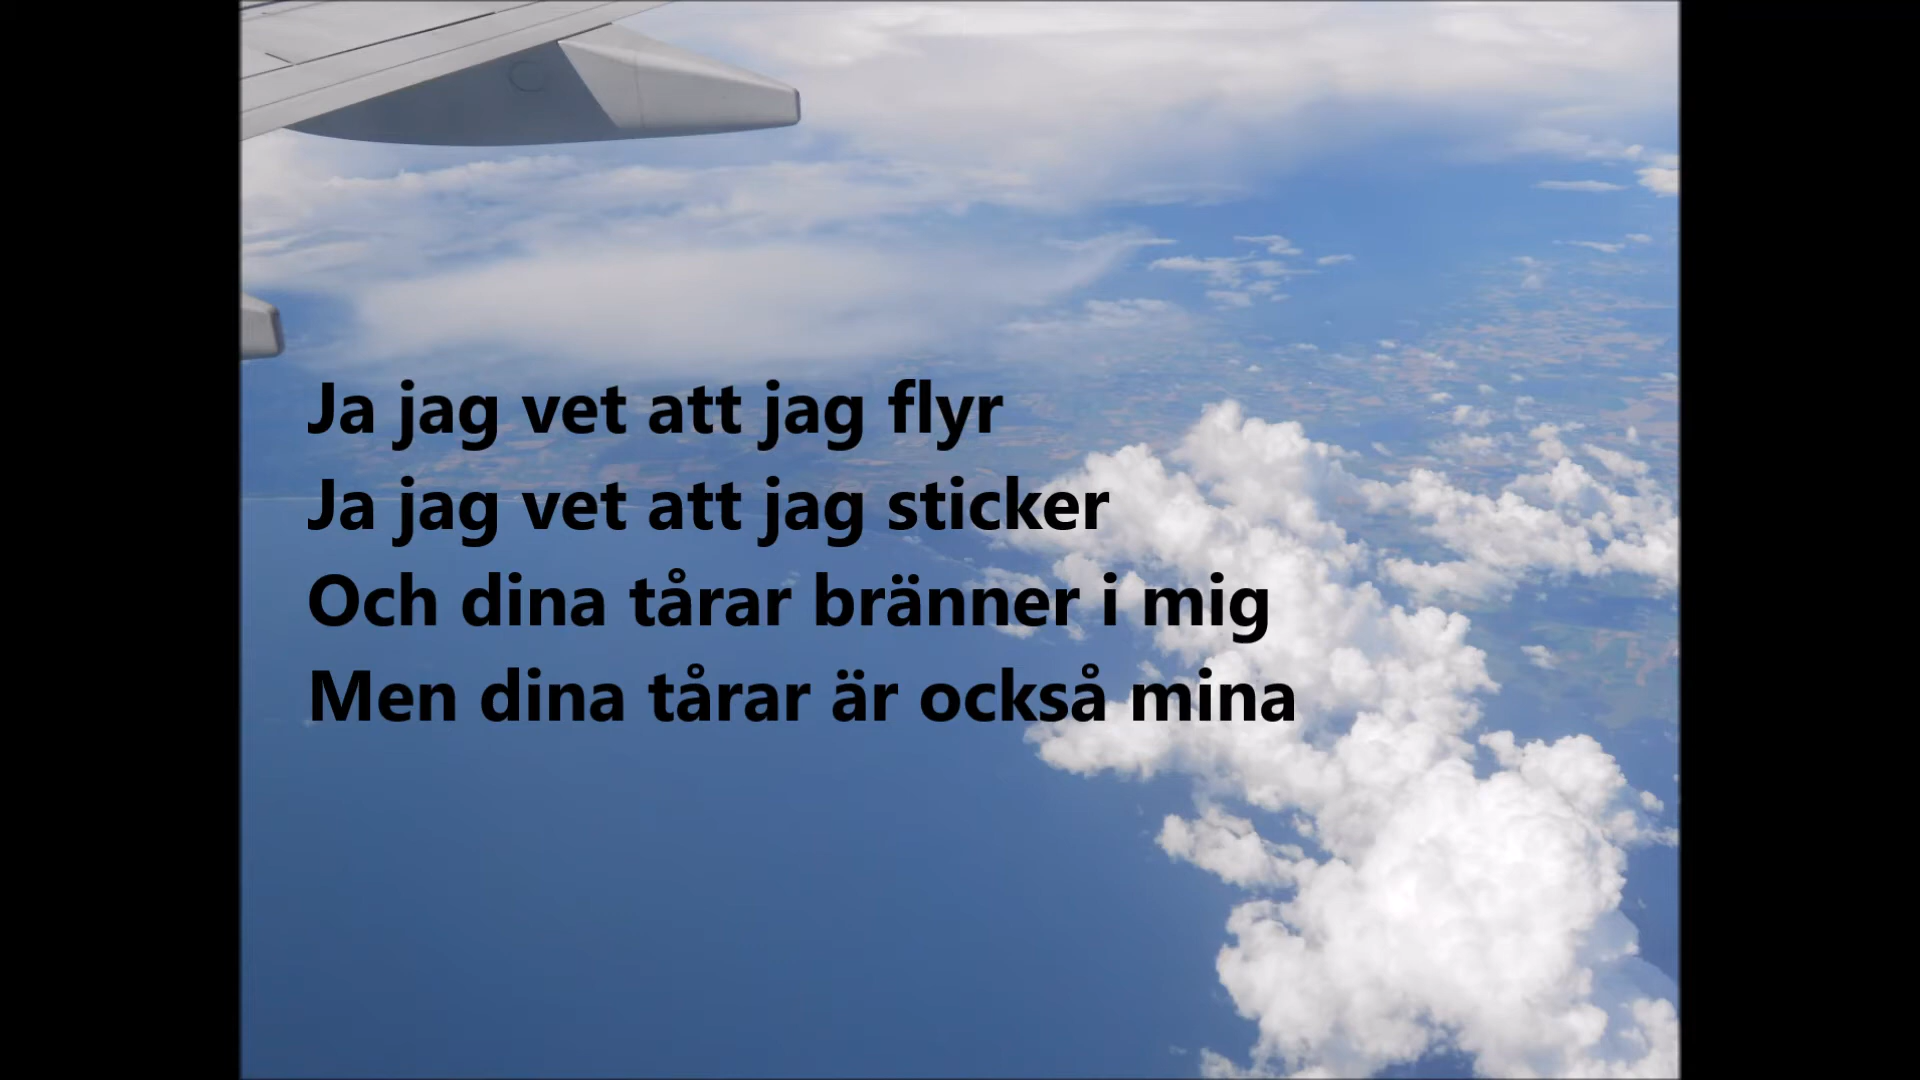 Ja jag vet att jag flyr
Ja jag vet att jag sticker
Och dina tårar bränner i mig
Men dina tårar är också mina